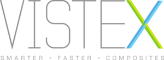 VISTEX
SMARTER • FASTER • COMPOSITES